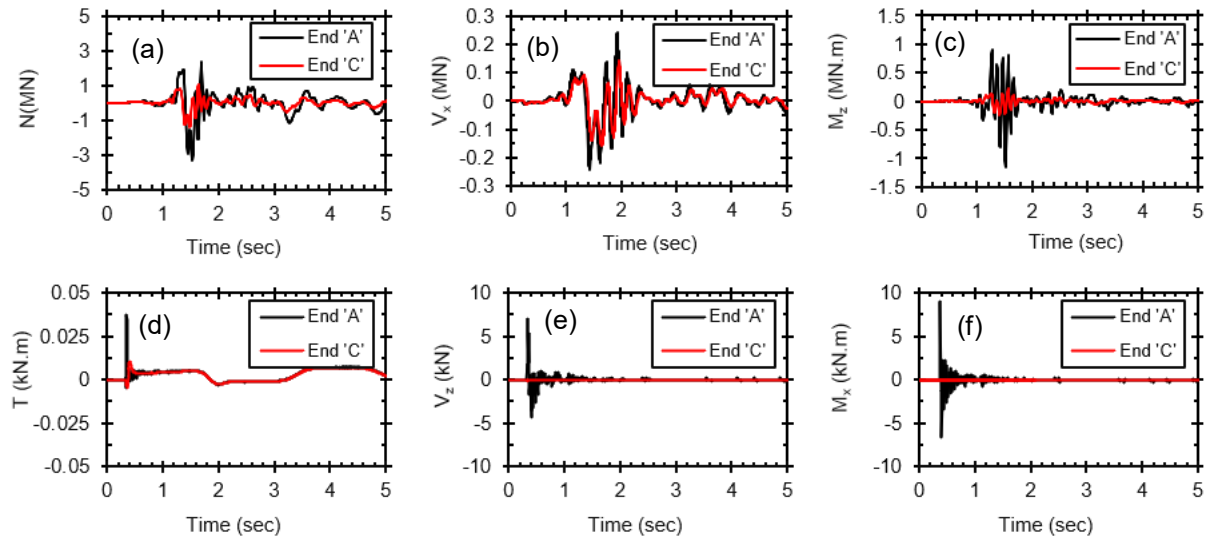 (a)
End 'A'
End 'C'
N(MN)
5
3
1
-1
-3
-5
0 1 2 3 4 5
Time (sec)
(b)
End 'A'
End 'C'
Vx (MN)
0.3
0.2
0.1
0
-0.1
-0.2
-0.3
0 1 2 3 4 5
Time (sec)
(c)
End 'A'
End 'C'
Mz (MN.m)
1.5
1
0.5
0
-0.5
-1
-1.5
0 1 2 3 4 5
Time (sec)
(d)
End 'A'
End 'C'
T (kN.m)
0.05
0.025
0
-0.025
-0.05
0 1 2 3 4 5
Time (sec)
(e)
End 'A'
End 'C'
Vz (kN)
10
5
0
-5
-10
0 1 2 3 4 5
Time (sec)
(f)
End 'A'
End 'C'
Mx (kN.m)
10
5
0
-5
-10
0 1 2 3 4 5
Time (sec)